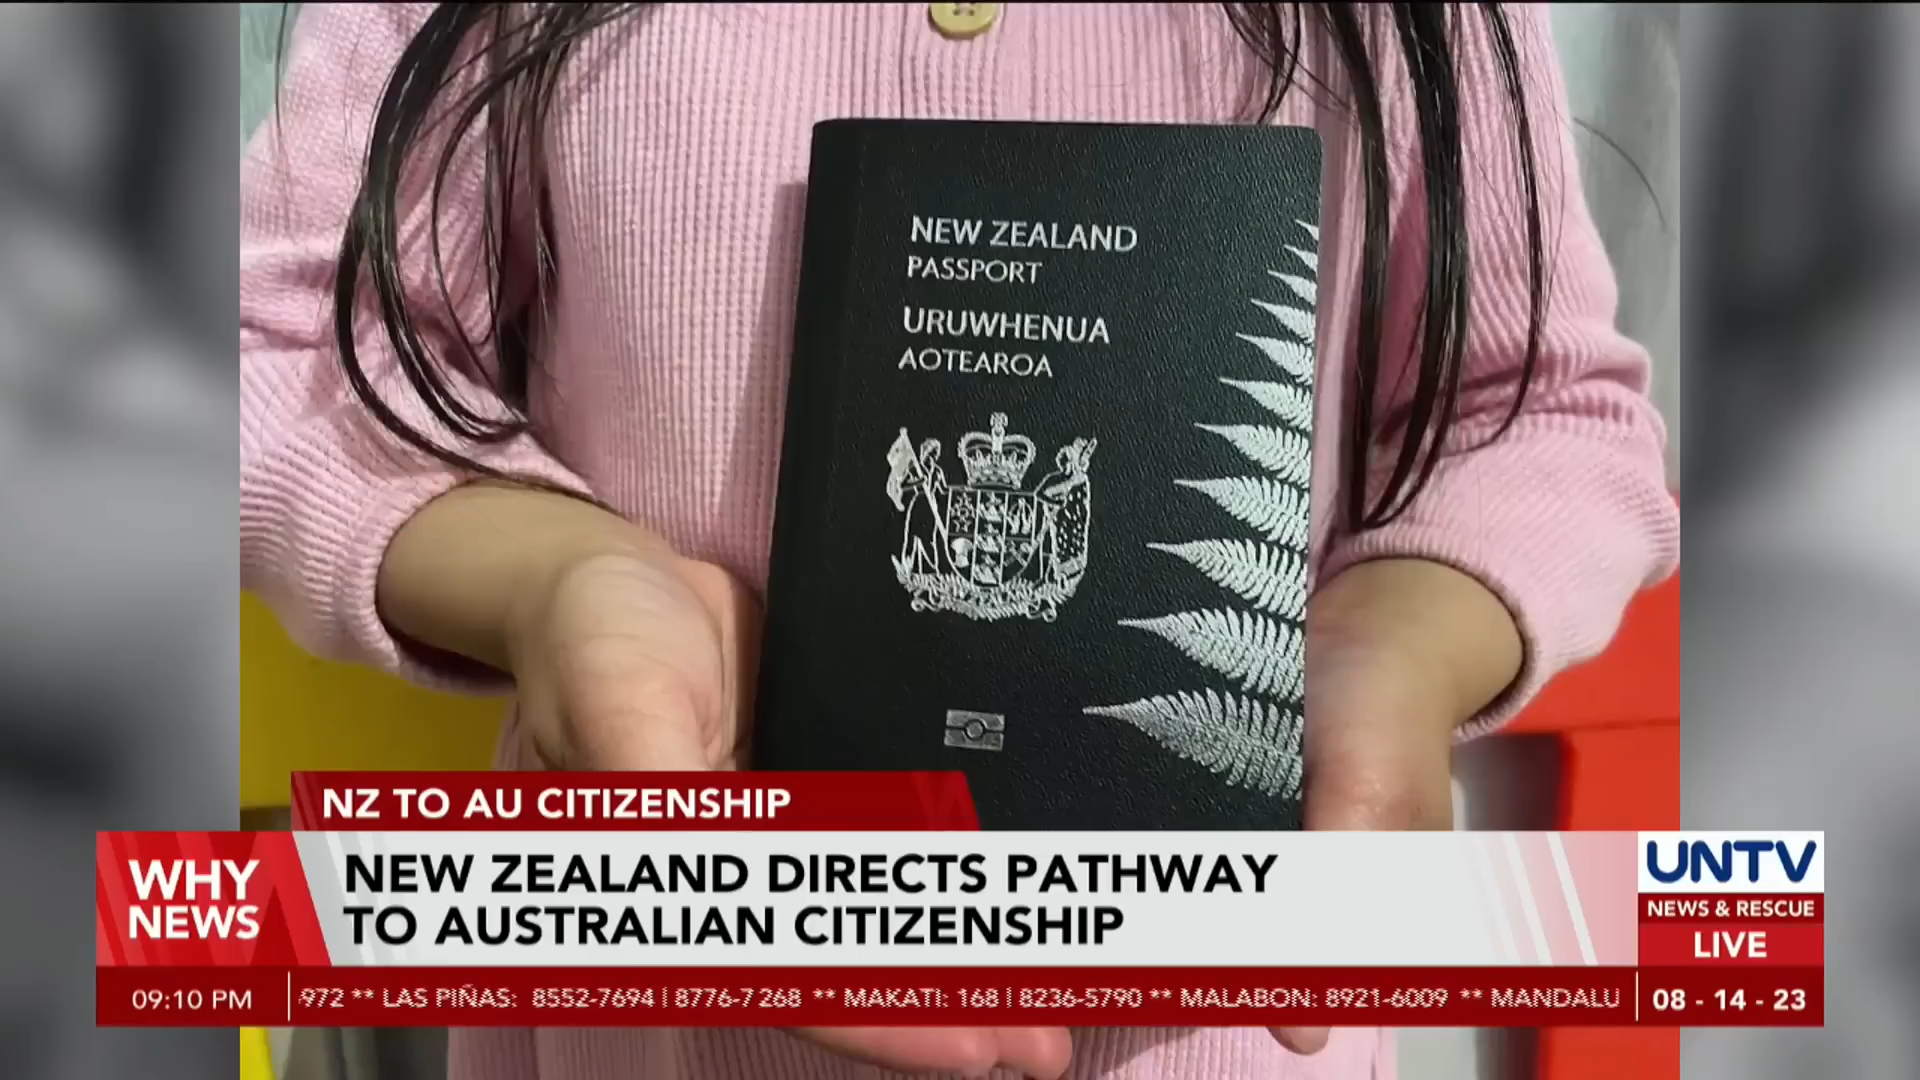 NEW ZEALAND
PASSPORT
URUWHENUA
AOTEAROA
NZ TO AU CITIZENSHIP
WHY
NEWS
NEW ZEALAND DIRECTS PATHWAY
TO AUSTRALIAN CITIZENSHIP
UNTV
NEWS & RESCUE
LIVE
09:10 PM
972 ** LAS PIÑAS: 8552-7694 | 8776-7268 ** MAKATI: 168 | 8236-5790 ** MALABON: 8921-6009 ** MANDALU
08 - 14 - 23